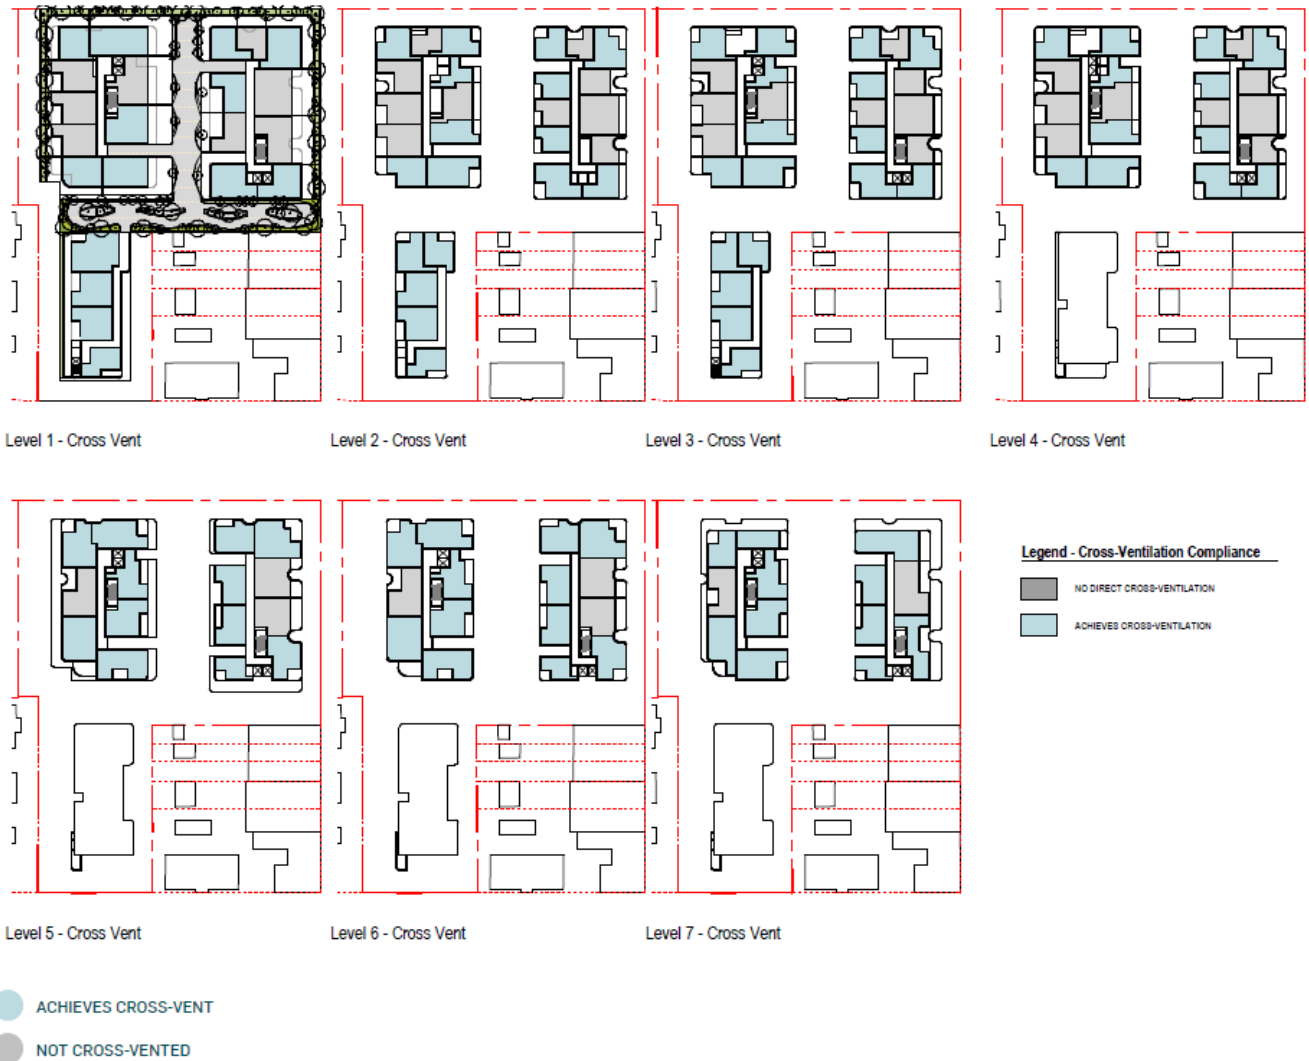 Level 1 - Cross Vent
Level 2 - Cross Vent
Level 3 - Cross Vent
Level 4 - Cross Vent
Legend - Cross-Ventilation Compliance
NO DIRECT CROSS-VENTILATION
ACHIEVES CROSS-VENTILATION
Level 5 - Cross Vent
Level 6 - Cross Vent
Level 7 - Cross Vent
ACHIEVES CROSS-VENT
NOT CROSS-VENTED